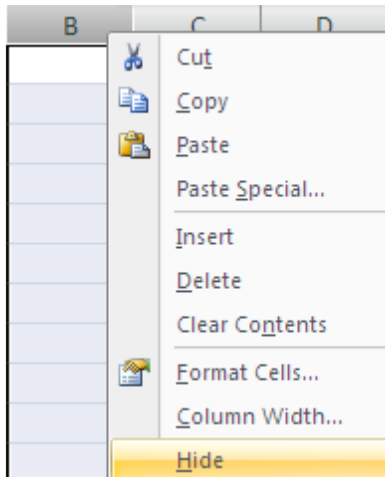 B C D
Cut
Copy
Paste
Paste Special...
Insert
Delete
Clear Contents
Format Cells...
Column Width...
Hide